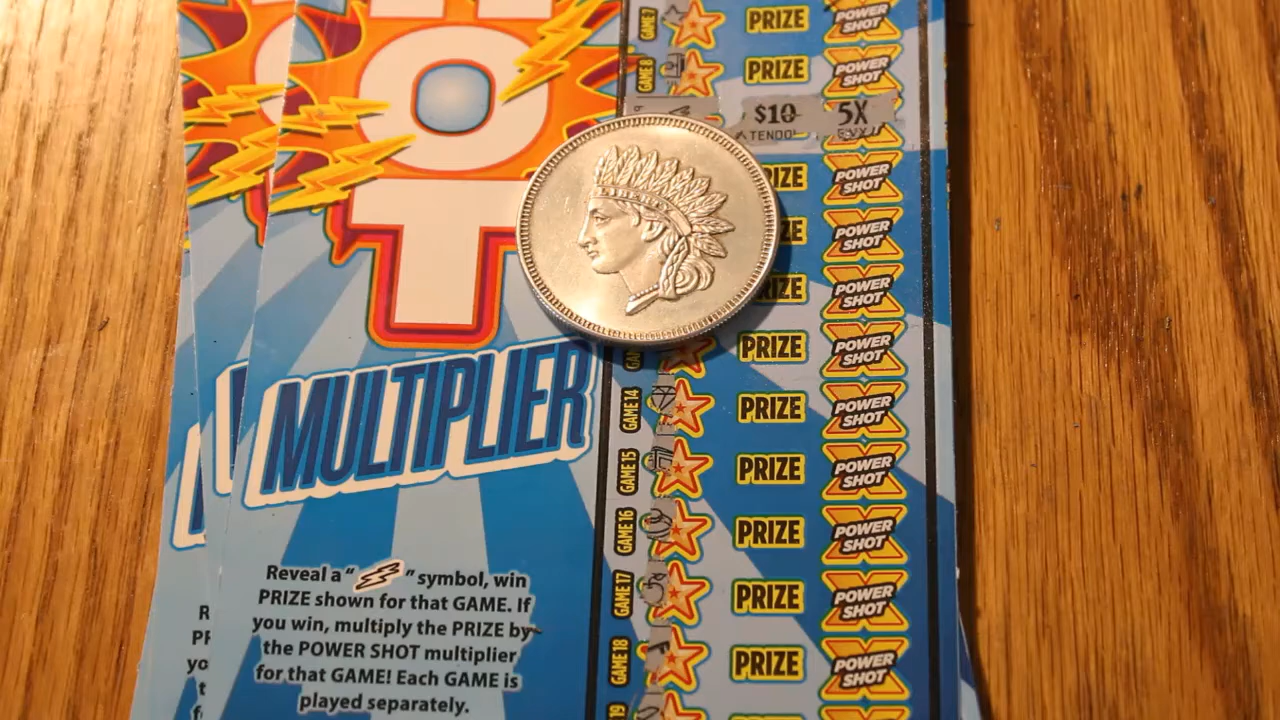 OT
MULTIPLIER
Reveal a " " symbol, win
PRIZE shown for that GAME. If
you win, multiply the PRIZE by
the POWER SHOT multiplier
for that GAME! Each GAME is
played separately.
GAME 7 PRIZE POWER SHOT
GAME 8 PRIZE POWER SHOT
$10 5X
TENDOL
PRIZE POWER SHOT
POWER SHOT
PRIZE POWER SHOT
PRIZE POWER SHOT
GAME 14 PRIZE POWER SHOT
GAME 15 PRIZE POWER SHOT
GAME 16 PRIZE POWER SHOT
GAME 17 PRIZE POWER SHOT
GAME 18 PRIZE POWER SHOT
19